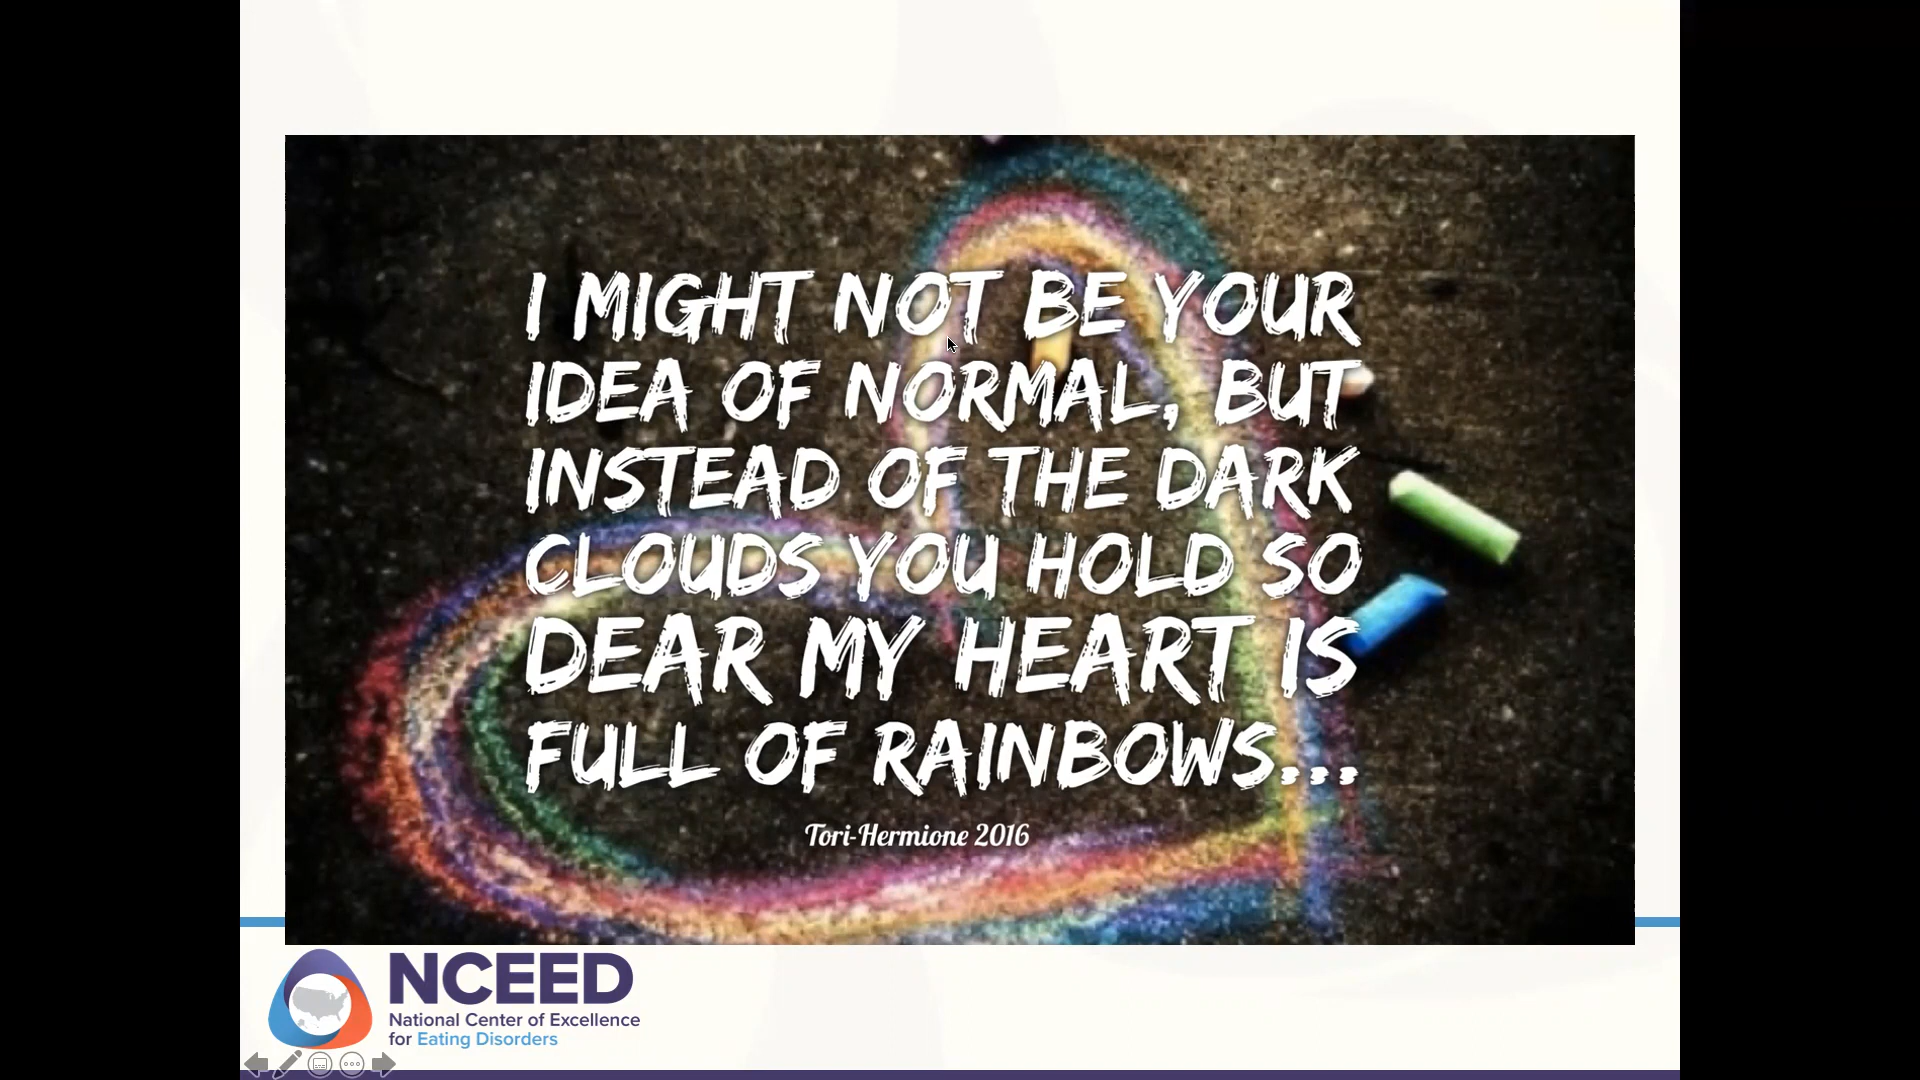 I MIGHT NOT BE YOUR
IDEA OF NORMAL, BUT
INSTEAD OF THE DARK
CLOUDS YOU HOLD SO
DEAR MY HEART IS
FULL OF RAINBOWS...
Tori-Hermione 2016
NCEED
National Center of Excellence
for Eating Disorders